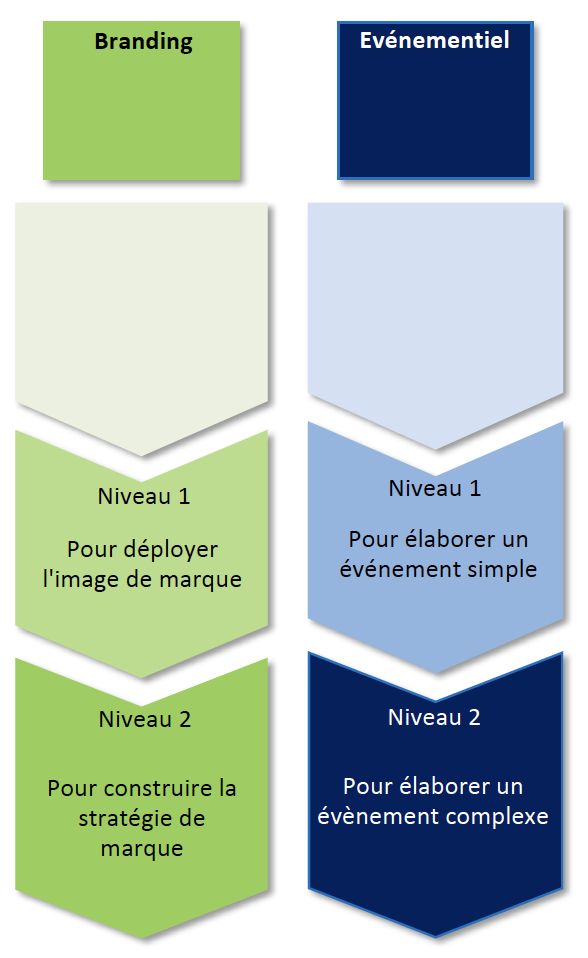 Branding
Evénementiel
Niveau 1
Pour déployer
l'image de marque
Niveau 1
Pour élaborer un
événement simple
Niveau 2
Pour construire la
stratégie de
marque
Niveau 2
Pour élaborer un
évènement complexe